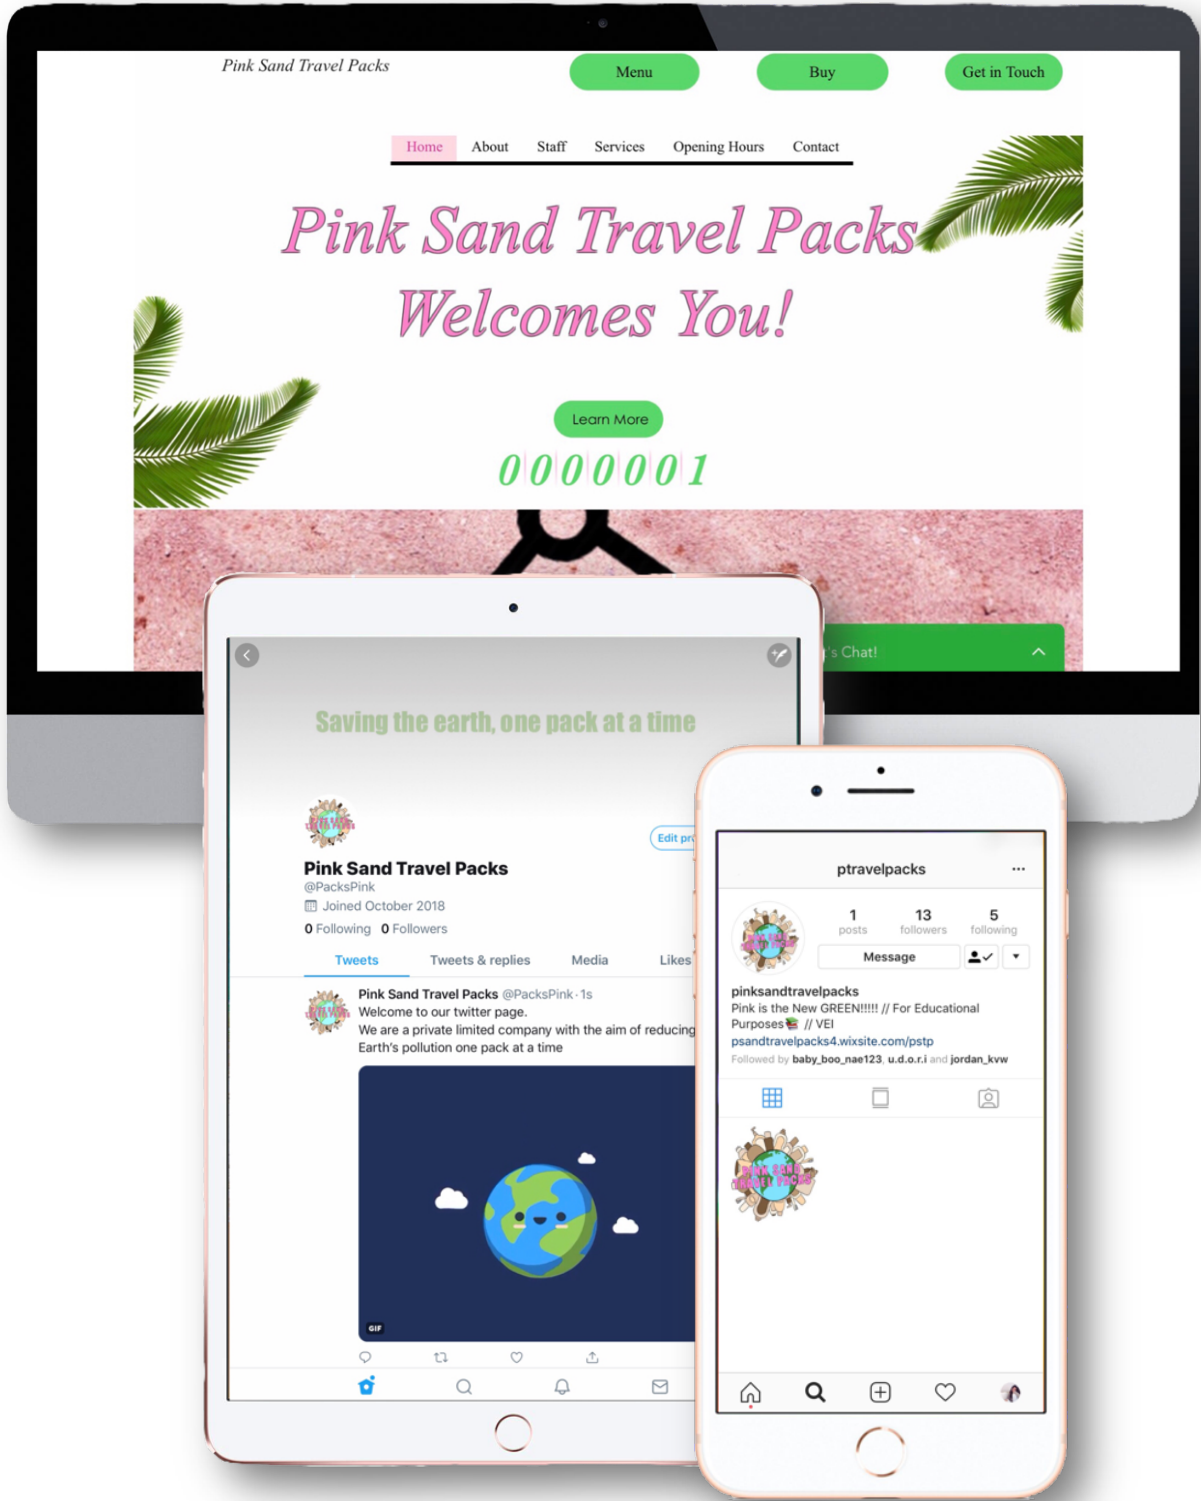 Pink Sand Travel Packs
Menu
Buy
Get in Touch
Home About Staff Services Opening Hours Contact
Pink Sand Travel Packs
Welcomes You!
Learn More
0000001
's Chat!
Saving the earth, one pack at a time
Edit pr
Pink Sand Travel Packs
@PacksPink
Joined October 2018
0 Following 0 Followers
Tweets Tweets & replies Media Likes
Pink Sand Travel Packs @PacksPink · 1s
Welcome to our twitter page.
We are a private limited company with the aim of reducing
Earth's pollution one pack at a time
GIF
ptravelpacks
1 13 5
posts followers following
Message
pinksandtravelpacks
Pink is the New GREEN!!!!! // For Educational
Purposes📚 // VEI
psandtravelpacks4.wixsite.com/pstp
Followed by baby_boo_nae123, u.d.o.r.i and jordan_kvw
PINK SAND
TRAVEL PACKS